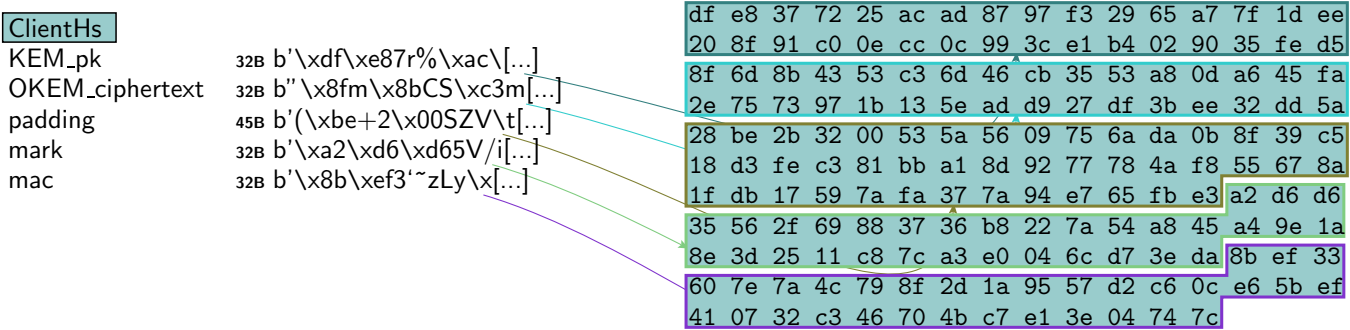 ClientHs
KEM_pk 32B b'\xdf\xe87r%\xac\[...]
OKEM_ciphertext 32B b"\x8fm\x8bCS\xc3m[...]
padding 45B b'(\xbe+2\x00SZV\t[...]
mark 32B b'\xa2\xd6\xd65V/i[...]
mac 32B b'\x8b\xef3‘~zLy\x[...]
df e8 37 72 25 ac ad 87 97 f3 29 65 a7 7f 1d ee
20 8f 91 c0 0e cc 0c 99 3c e1 b4 02 90 35 fe d5
8f 6d 8b 43 53 c3 6d 46 cb 35 53 a8 0d a6 45 fa
2e 75 73 97 1b 13 5e ad d9 27 df 3b ee 32 dd 5a
28 be 2b 32 00 53 5a 56 09 75 6a da 0b 8f 39 c5
18 d3 fe c3 81 bb a1 8d 92 77 78 4a f8 55 67 8a
1f db 17 59 7a fa 37 7a 94 e7 65 fb e3 a2 d6 d6
35 56 2f 69 88 37 36 b8 22 7a 54 a8 45 a4 9e 1a
8e 3d 25 11 c8 7c a3 e0 04 6c d7 3e da 8b ef 33
60 7e 7a 4c 79 8f 2d 1a 95 57 d2 c6 0c e6 5b ef
41 07 32 c3 46 70 4b c7 e1 3e 04 74 7c